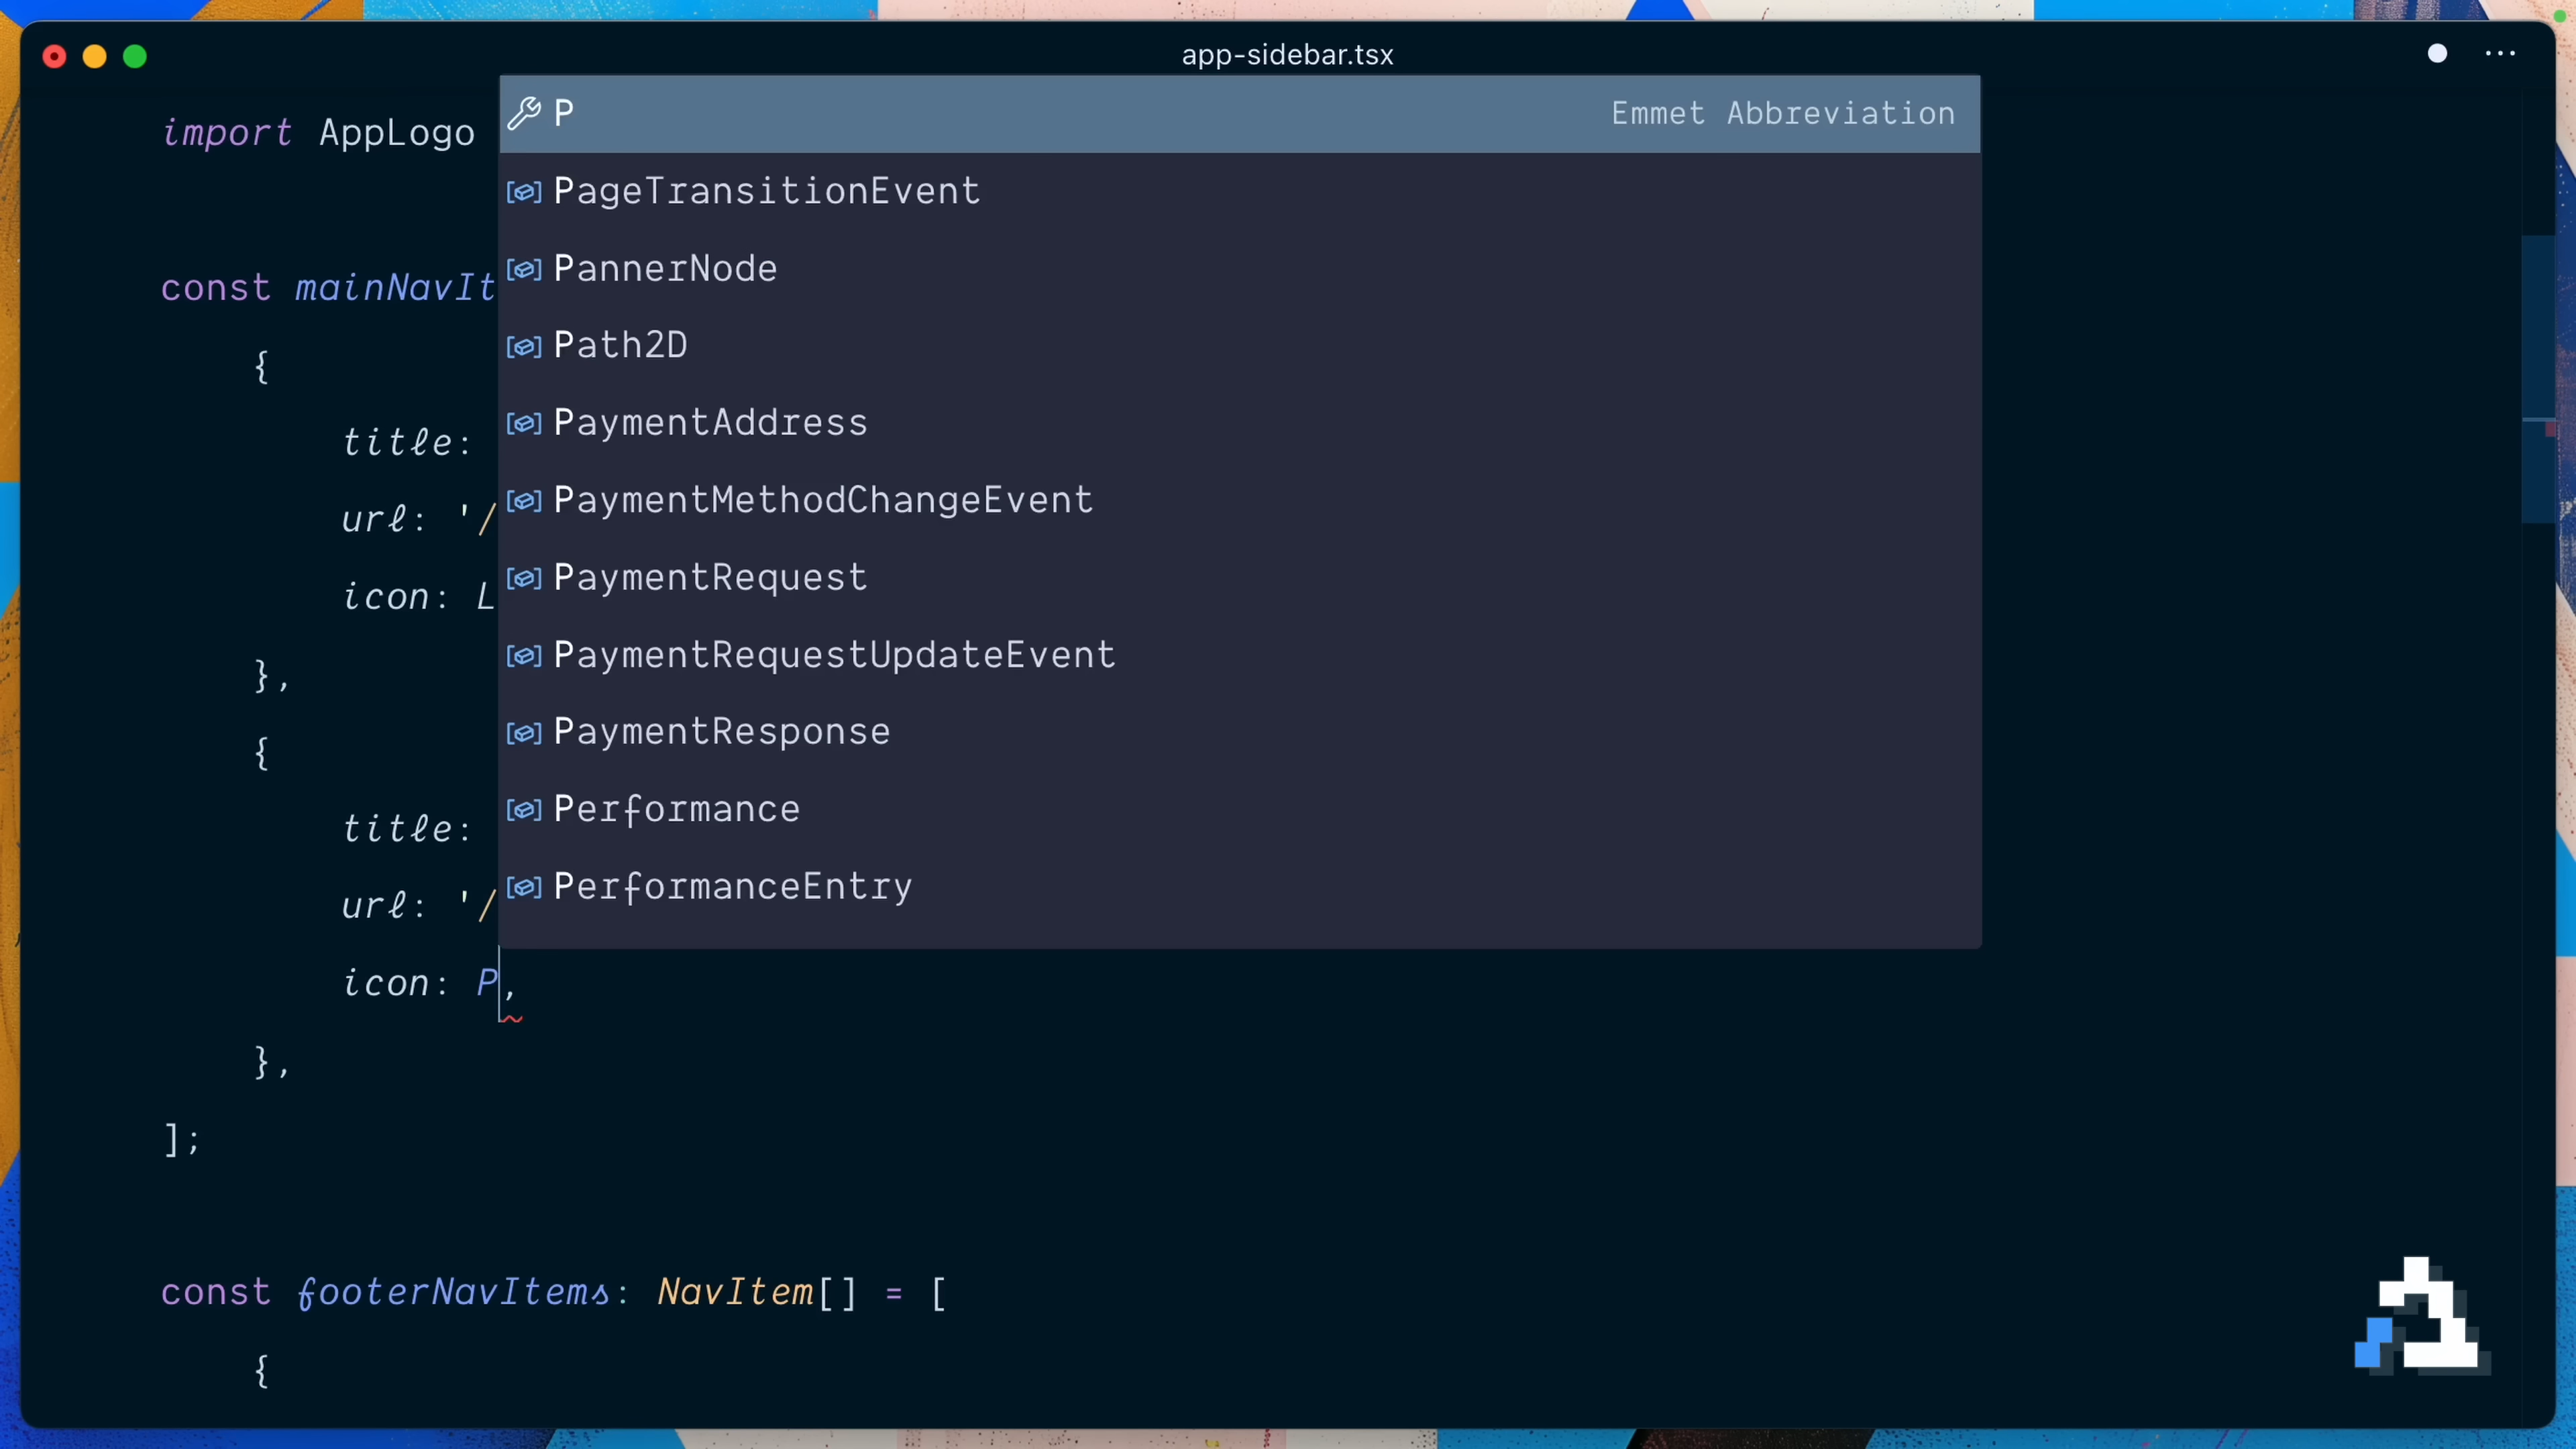 app-sidebar.tsx
import AppLogo
P Emmet Abbreviation
PageTransitionEvent
PannerNode
Path2D
PaymentAddress
PaymentMethodChangeEvent
PaymentRequest
PaymentRequestUpdateEvent
PaymentResponse
Performance
PerformanceEntry
const mainNavIt
{
title:
url: '/
icon: L
},
{
title:
url: '/
icon: P,
},
];
const footerNavItems: NavItem[] = [
{